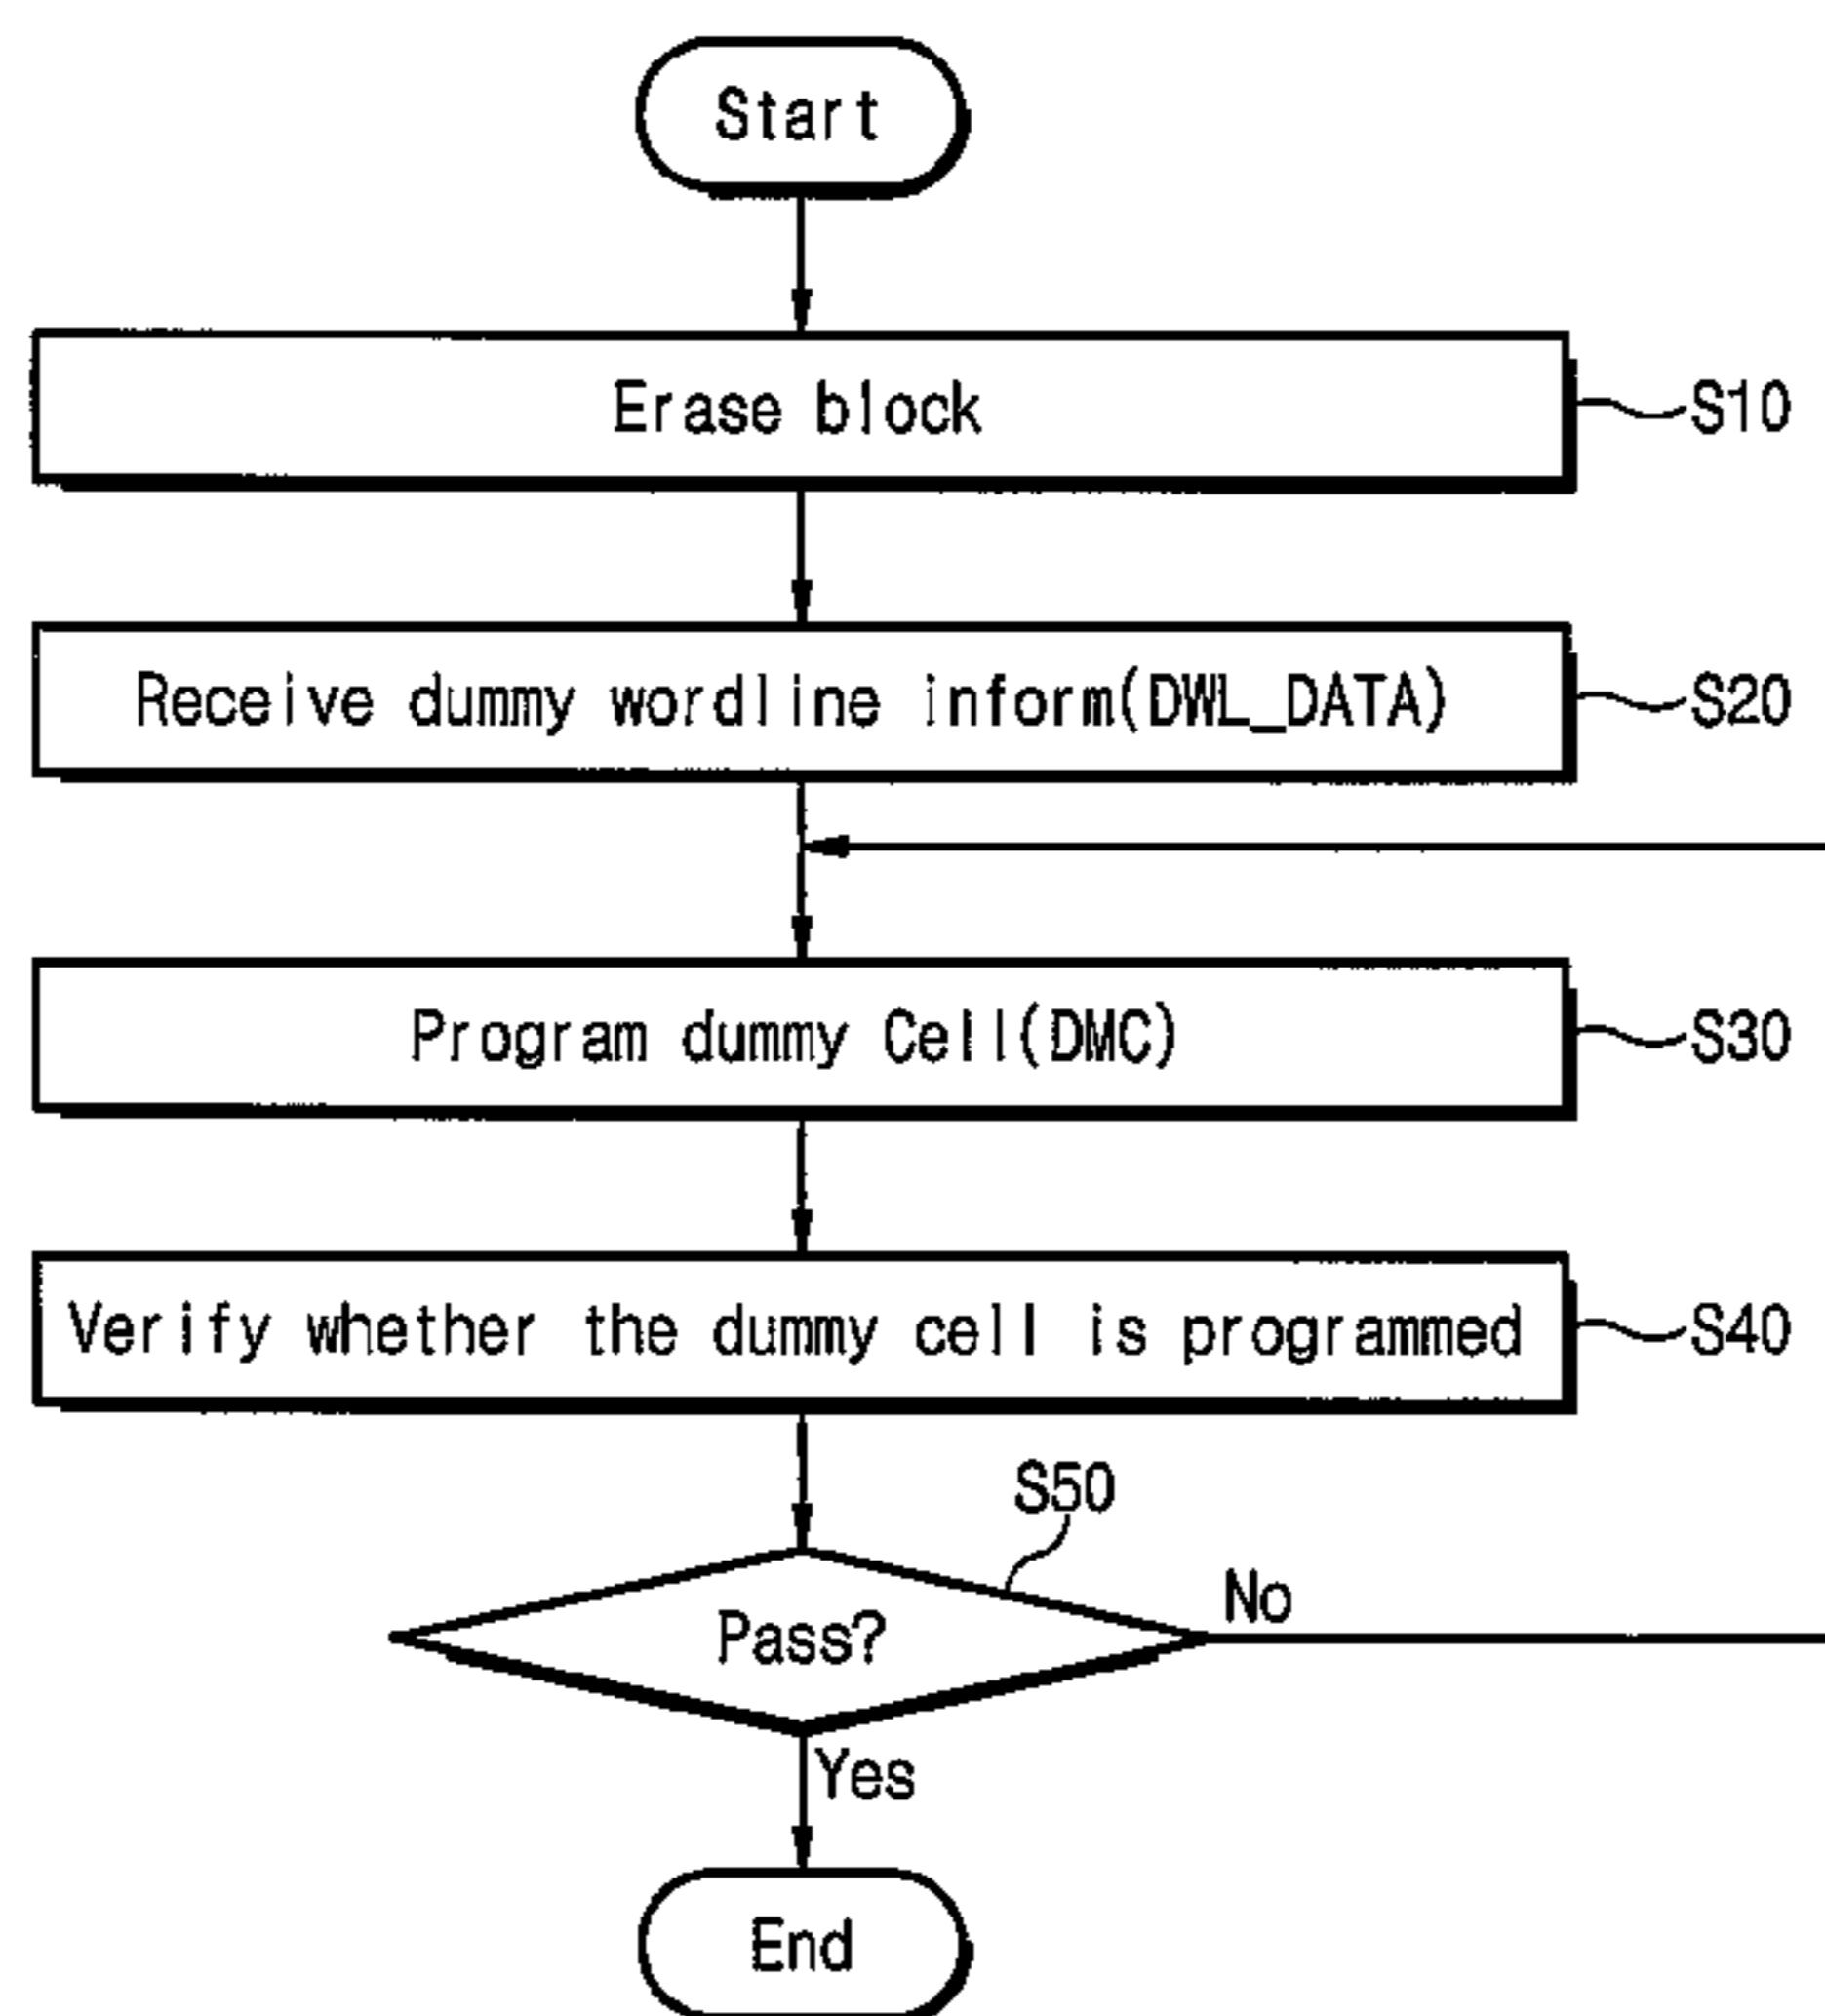 Start
Erase block
S10
Receive dummy wordline inform(DWL_DATA)
S20
Program dummy Cell(DMC)
S30
Verify whether the dummy cell is programmed
S40
S50
Pass?
No
Yes
End